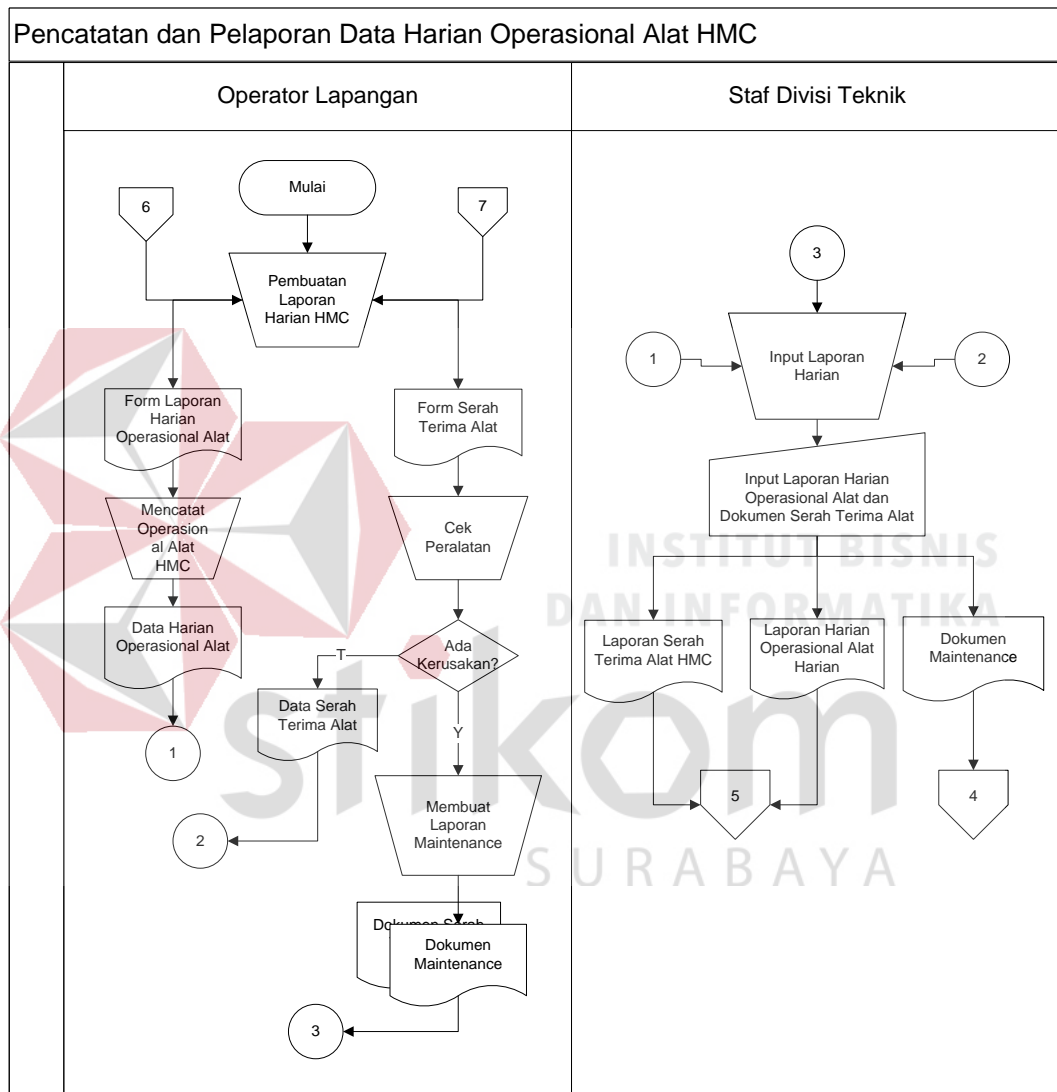 Pencatatan dan Pelaporan Data Harian Operasional Alat HMC
Operator Lapangan
Staf Divisi Teknik
6
Mulai
7
Pembuatan
Laporan
Harian HMC
Form Laporan
Harian
Operasional Alat
Form Serah
Terima Alat
Mencatat
Operasion
al Alat
HMC
Cek
Peralatan
Data Harian
Operasional Alat
Ada
Kerusakan?
T
Data Serah
Terima Alat
Y
1
2
Membuat
Laporan
Maintenance
Dokumen Serah
Dokumen
Maintenance
3
3
1
Input Laporan
Harian
2
Input Laporan Harian
Operasional Alat dan
Dokumen Serah Terima Alat
Laporan Serah
Terima Alat HMC
Laporan Harian
Operasional Alat
Harian
Dokumen
Maintenance
5
4
INSTITUT BISNIS
DAN INFORMATIKA
stikom
SURABAYA